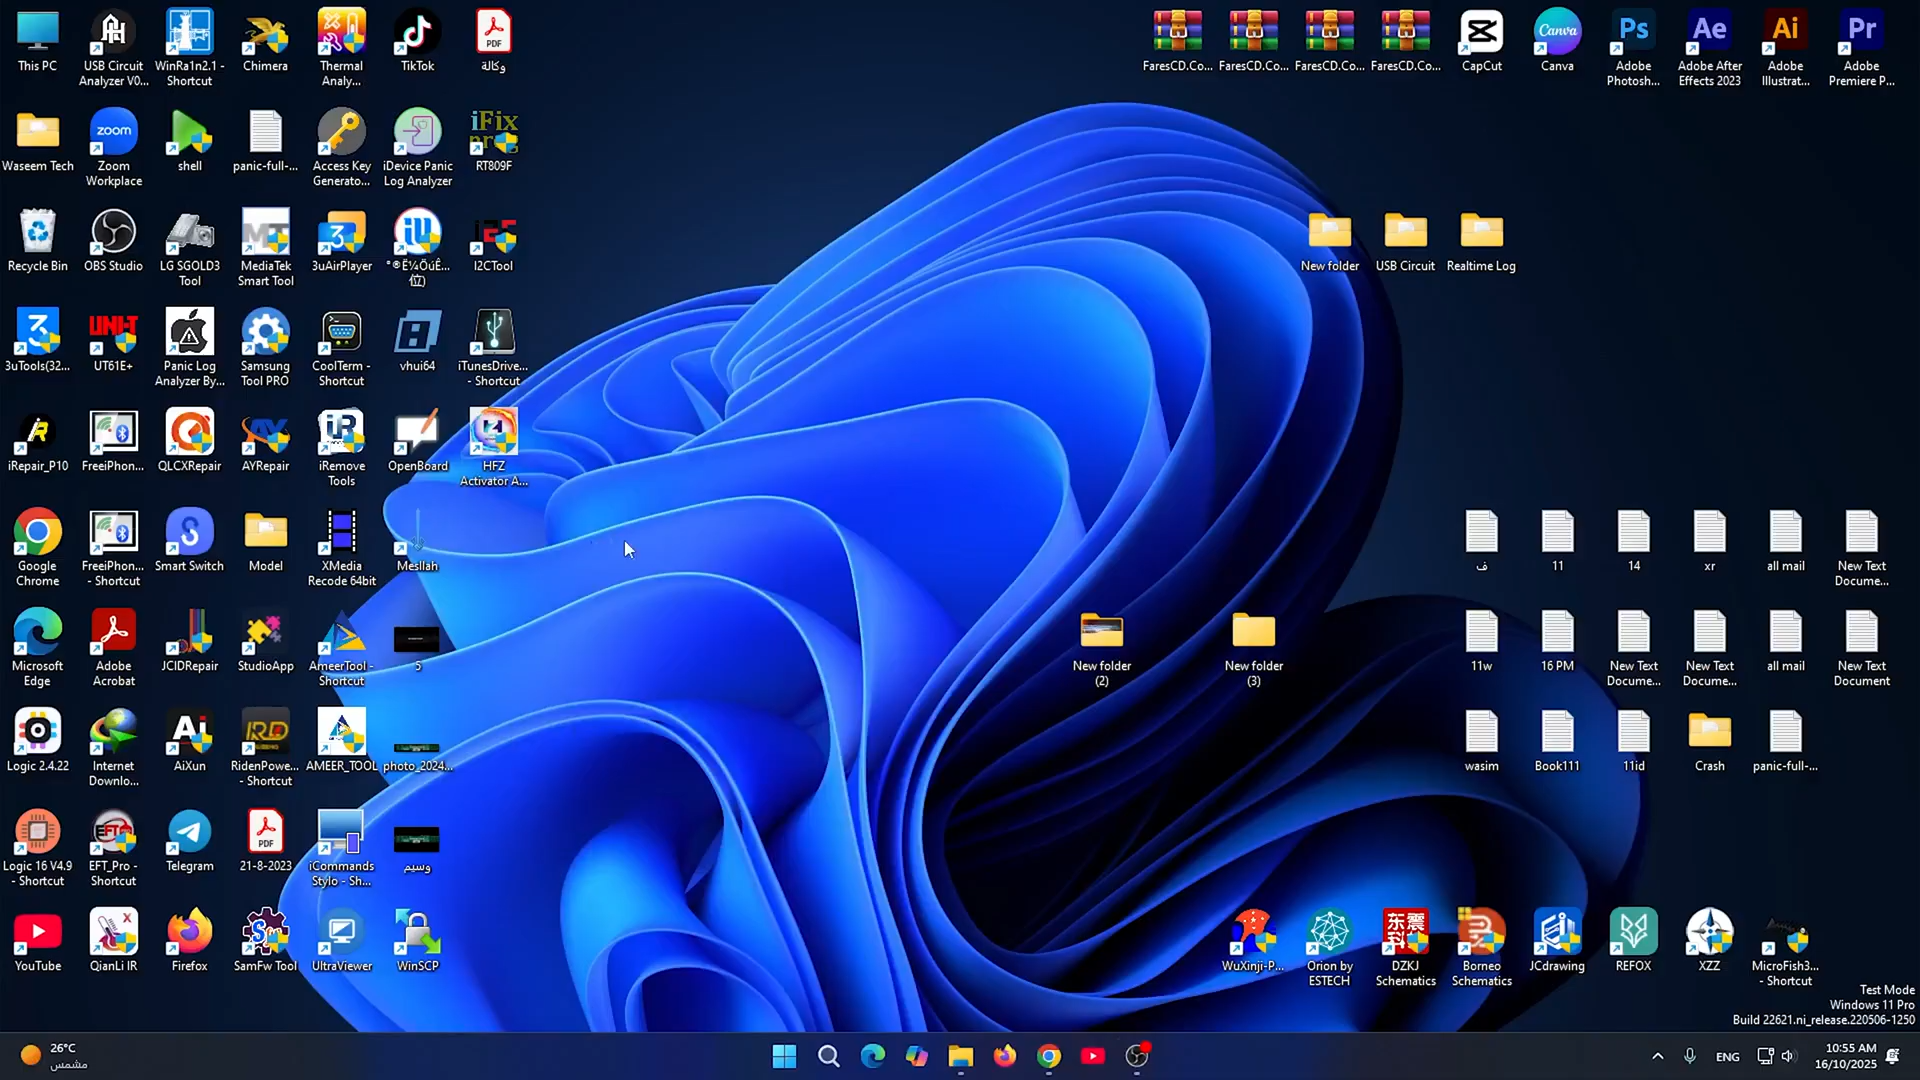 This PC
USB Circuit
Analyzer V0...
WinRa1n2.1 -
Shortcut
Chimera
Thermal
Analy...
TikTok
وكالة
FaresCD.Co...
FaresCD.Co...
FaresCD.Co...
FaresCD.Co...
CapCut
Canva
Adobe
Photosh...
Adobe After
Effects 2023
Adobe
Illustrat...
Adobe
Premiere P...
Waseem Tech
Zoom
Workplace
shell
panic-full-...
Access Key
Generato...
iDevice Panic
Log Analyzer
RT809F
Recycle Bin
OBS Studio
LG SGOLD3
Tool
MediaTek
Smart Tool
3uAirPlayer
I2CTool
New folder
USB Circuit
Realtime Log
3uTools(32...
UT61E+
Panic Log
Analyzer By...
Samsung
Tool PRO
CoolTerm -
Shortcut
vhui64
iTunesDrive...
- Shortcut
iRepair_P10
FreeiPhon...
QLCXRepair
AYRepair
iRemove
Tools
OpenBoard
HFZ
Activator A...
Google
Chrome
FreeiPhon...
- Shortcut
Smart Switch
Model
XMedia
Recode 64bit
Mesllah
ف
11
14
xr
all mail
New Text
Docume...
Microsoft
Edge
Adobe
Acrobat
JCIDRepair
StudioApp
AmeerTool -
Shortcut
5
New folder
(2)
New folder
(3)
11w
16 PM
New Text
Docume...
New Text
Docume...
all mail
New Text
Document
Logic 2.4.22
Internet
Downlo...
AiXun
RidenPowe...
- Shortcut
AMEER_TOOL
photo_2024...
wasim
Book111
11id
Crash
panic-full-...
Logic 16 V4.9
- Shortcut
EFT_Pro -
Shortcut
Telegram
21-8-2023
iCommands
Stylo - Sh...
وسيم
YouTube
QianLi IR
Firefox
SamFw Tool
UltraViewer
WinSCP
WuXinji-P...
Orion by
ESTECH
DZKJ
Schematics
Borneo
Schematics
JCdrawing
REFOX
XZZ
MicroFish3...
- Shortcut
Test Mode
Windows 11 Pro
Build 22621.ni_release.220506-1250
26°C
مشمس
ENG
10:55 AM
16/10/2025